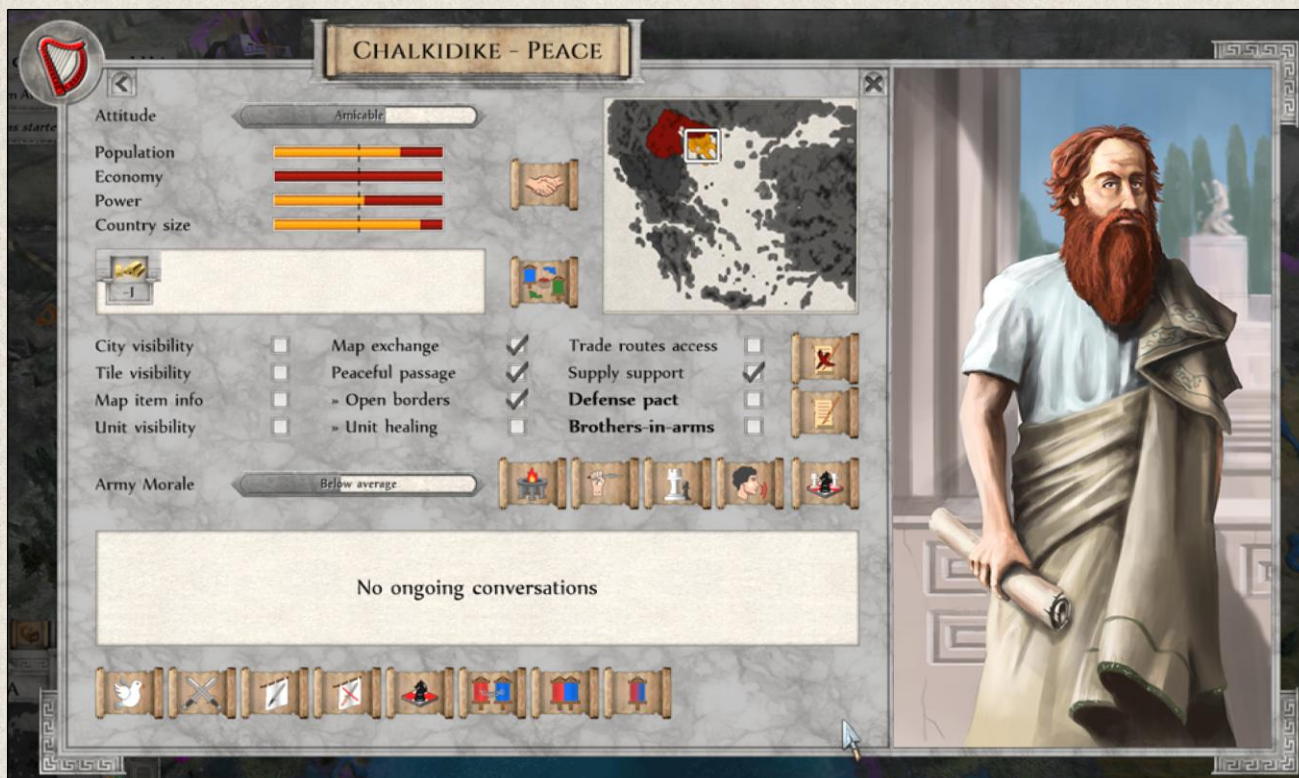 CHALKIDIKE - PEACE
Attitude
Amicable
Population
Economy
Power
Country size
-1
City visibility
Map exchange
Trade routes access
Tile visibility
Peaceful passage
Supply support
Map item info
» Open borders
Defense pact
Unit visibility
» Unit healing
Brothers-in-arms
Army Morale
Below average
No ongoing conversations